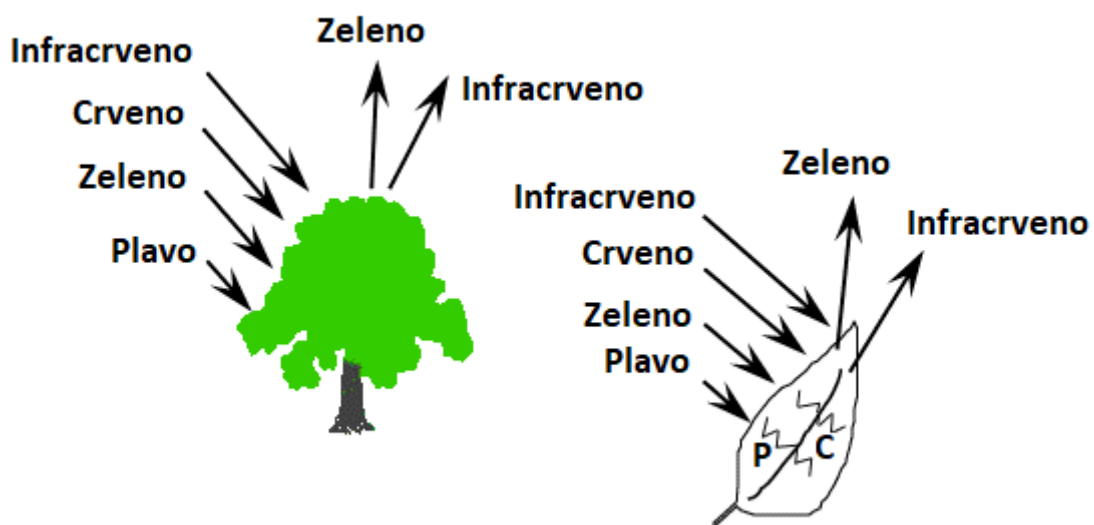 Infracrveno
Crveno
Zeleno
Plavo
Zeleno
Infracrveno
Infracrveno
Crveno
Zeleno
Plavo
Zeleno
Infracrveno
P
C